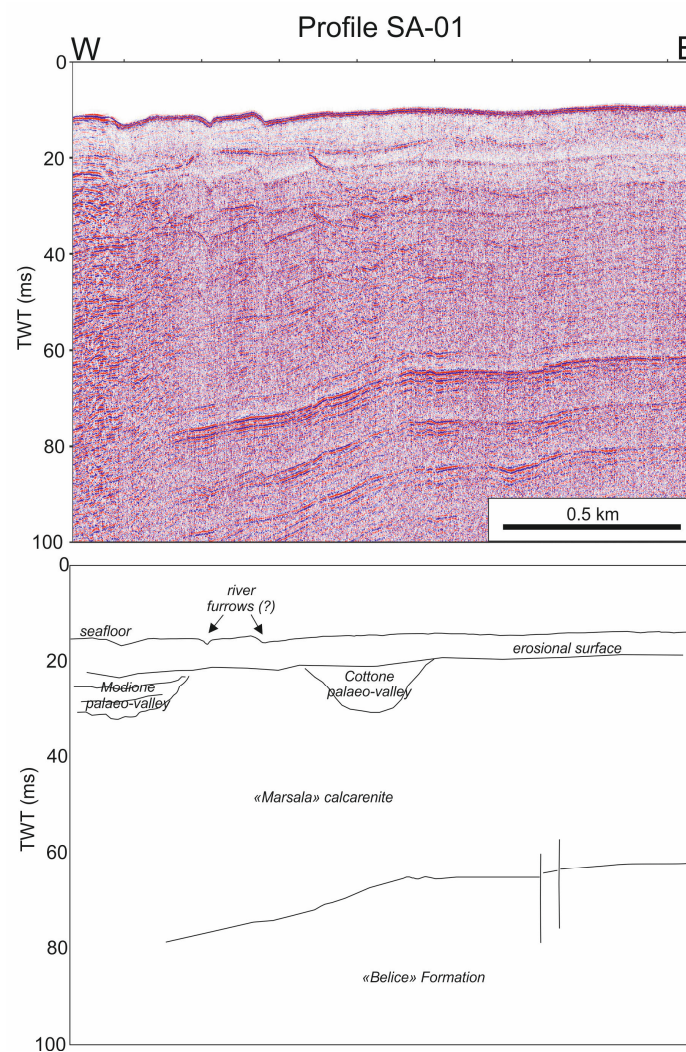 Profile SA-01
W
E
0
20
40
60
80
100
TWT (ms)
0.5 km
0
20
40
60
80
100
TWT (ms)
river
furrows (?)
seafloor
erosional surface
Modione
palaeo-valley
Cottone
palaeo-valley
«Marsala» calcarenite
«Belice» Formation